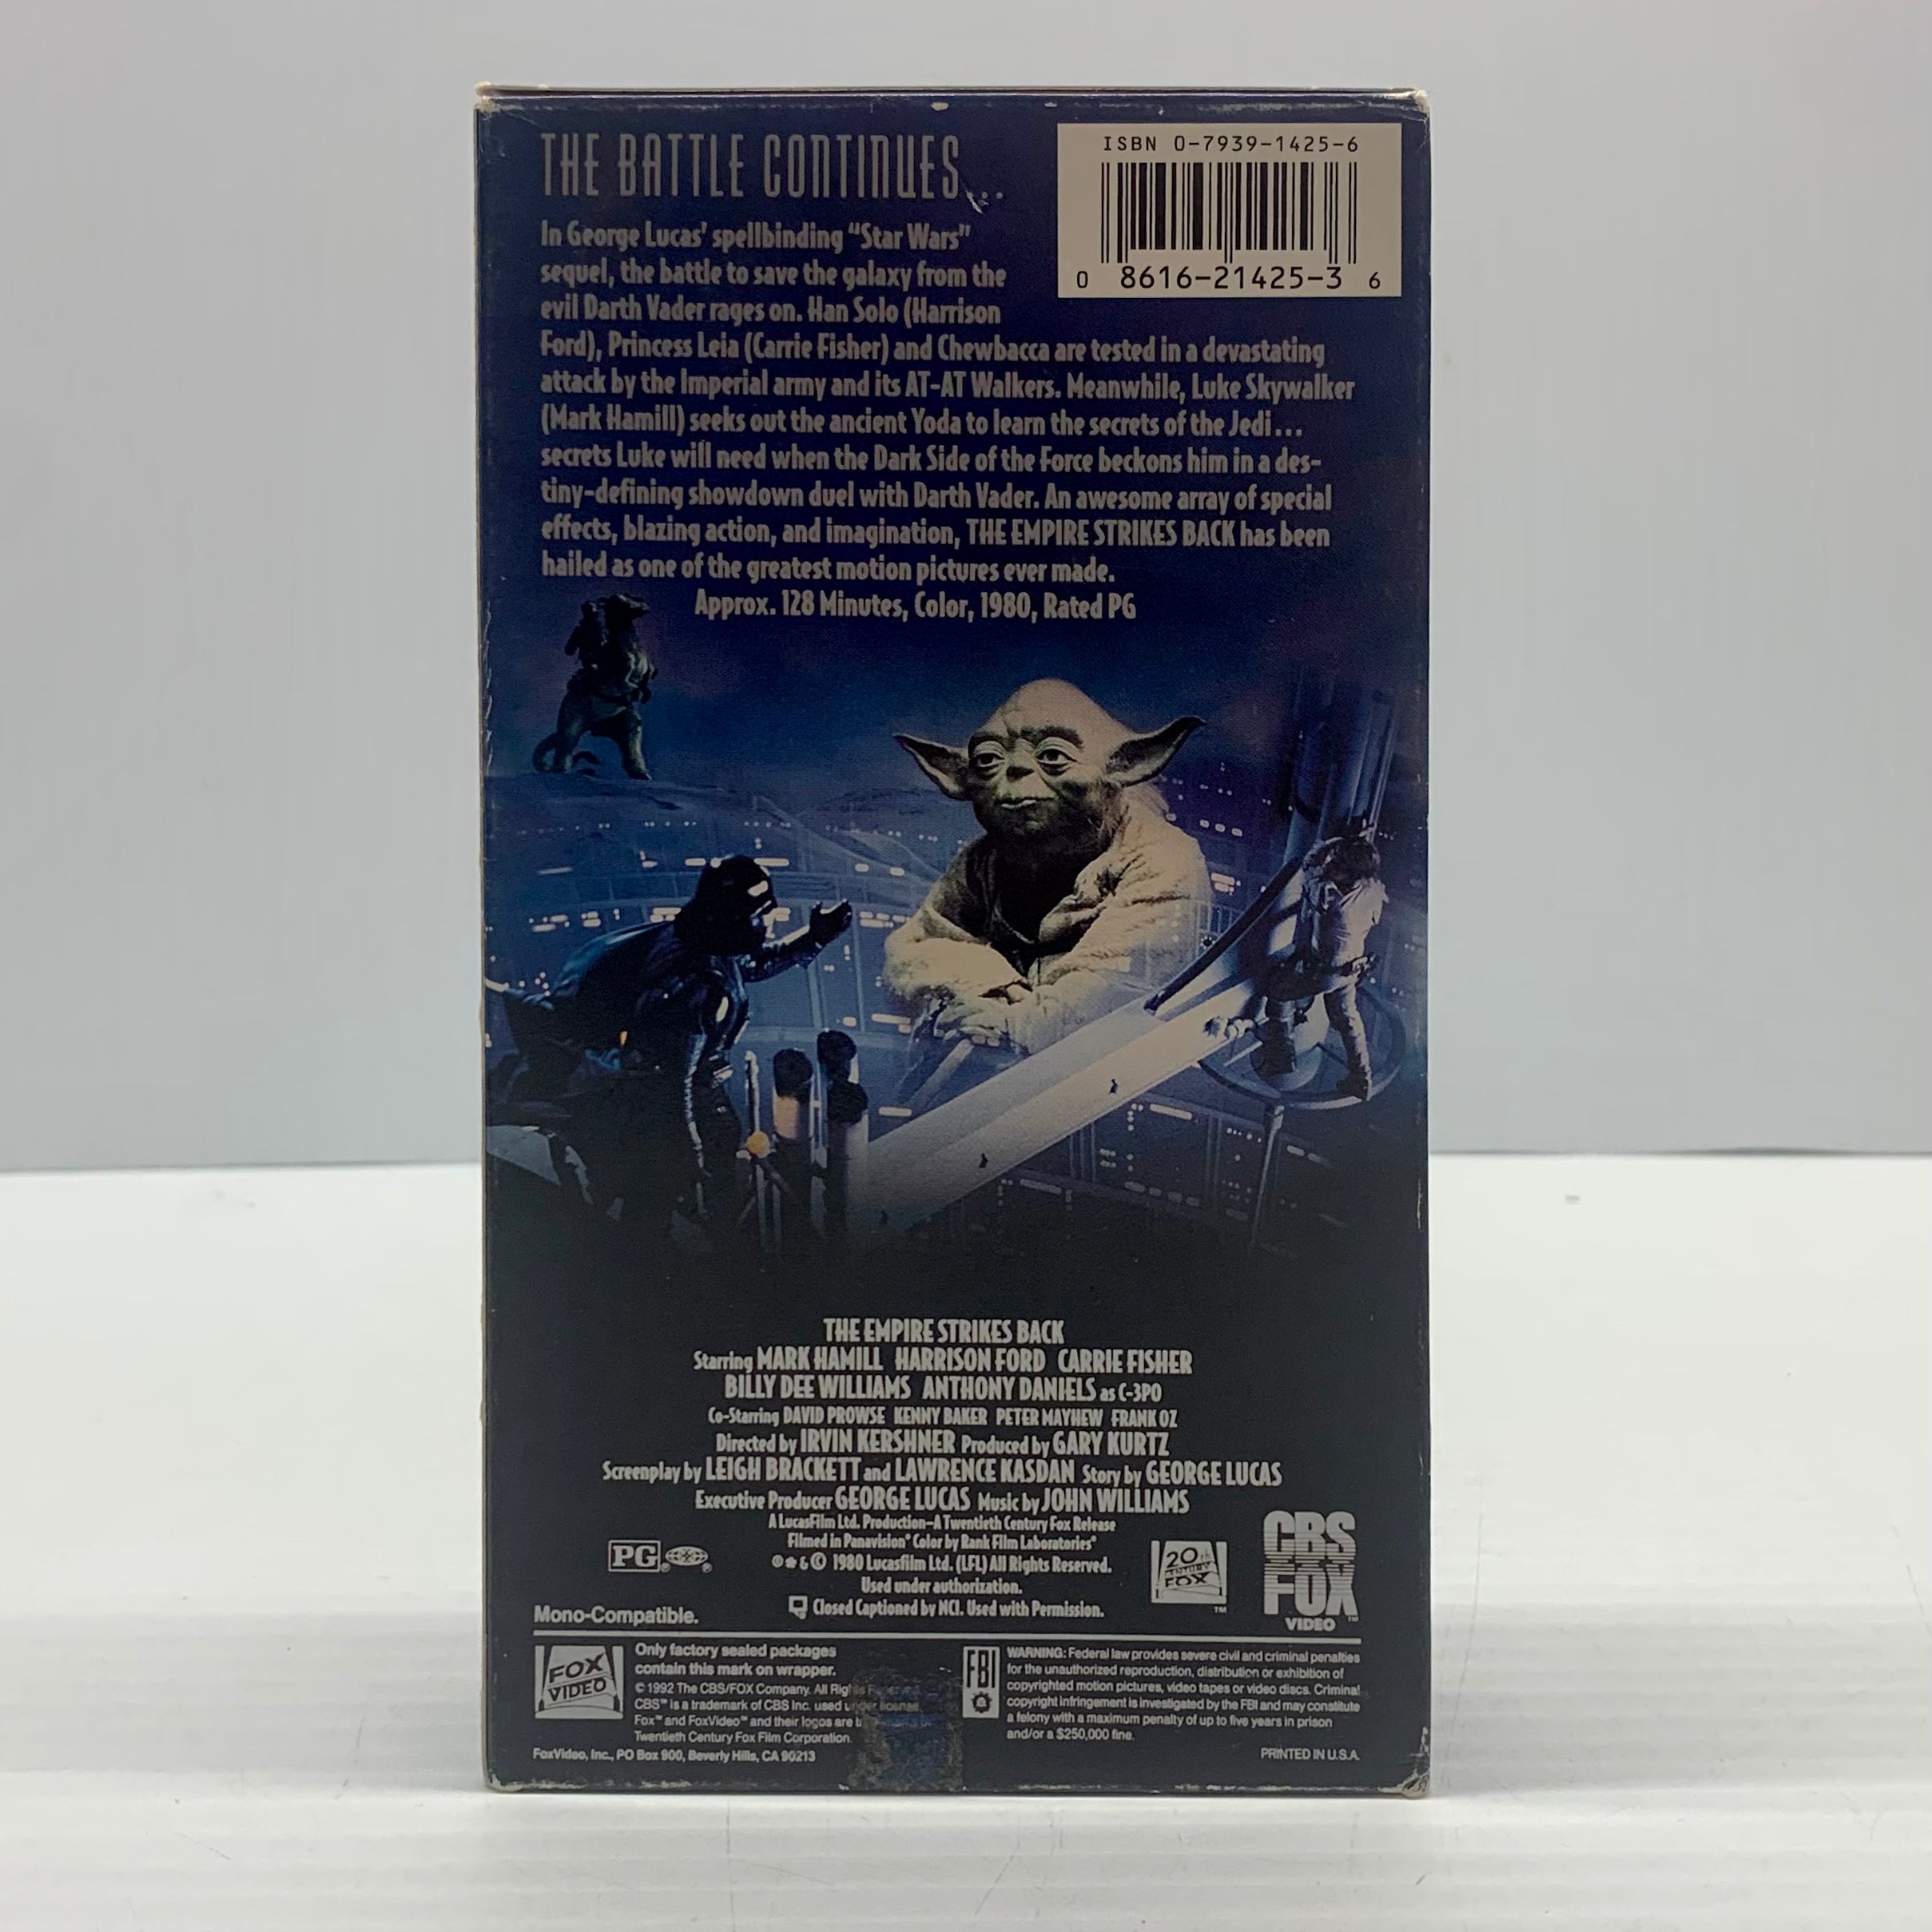 THE BATTLE CONTINUES...
ISBN 0-7939-1425-6
0 8616-21425-3 6
In George Lucas' spellbinding "Star Wars"
sequel, the battle to save the galaxy from the
evil Darth Vader rages on. Han Solo (Harrison
Ford), Princess Leia (Carrie Fisher) and Chewbacca are tested in a devastating
attack by the Imperial army and its AT-AT Walkers. Meanwhile, Luke Skywalker
(Mark Hamill) seeks out the ancient Yoda to learn the secrets of the Jedi...
secrets Luke will need when the Dark Side of the Force beckons him in a des-
tiny-defining showdown duel with Darth Vader. An awesome array of special
effects, blazing action, and imagination, THE EMPIRE STRIKES BACK has been
hailed as one of the greatest motion pictures ever made.
Approx. 128 Minutes, Color, 1980, Rated PG
THE EMPIRE STRIKES BACK
Starring MARK HAMILL HARRISON FORD CARRIE FISHER
BILLY DEE WILLIAMS ANTHONY DANIELS as C-3PO
Co-Starring DAVID PROWSE KENNY BAKER PETER MAYHEW FRANK OZ
Directed by IRVIN KERSHNER Produced by GARY KURTZ
Screenplay by LEIGH BRACKETT and LAWRENCE KASDAN Story by GEORGE LUCAS
Executive Producer GEORGE LUCAS Music by JOHN WILLIAMS
A LucasFilm Ltd. Production–A Twentieth Century Fox Release
Filmed in Panavision® Color by Rank Film Laboratories®
& © 1980 Lucasfilm Ltd. (LFL) All Rights Reserved.
Used under authorization.
Closed Captioned by NCI. Used with Permission.
PG
®
®
20th
CENTURY
FOX
™
CBS
FOX
™
VIDEO
Mono-Compatible.
FOX
VIDEO
Only factory sealed packages
contain this mark on wrapper.
© 1992 The CBS/FOX Company. All Rights Reserved.
CBS™ is a trademark of CBS Inc. used under license.
Fox™ and FoxVideo™ and their logos are
Twentieth Century Fox Film Corporation.
FoxVideo, Inc., PO Box 900, Beverly Hills, CA 90213
FBI
WARNING: Federal law provides severe civil and criminal penalties
for the unauthorized reproduction, distribution or exhibition of
copyrighted motion pictures, video tapes or video discs. Criminal
copyright infringement is investigated by the FBI and may constitute
a felony with a maximum penalty of up to five years in prison
and/or a $250,000 fine.
PRINTED IN U.S.A.